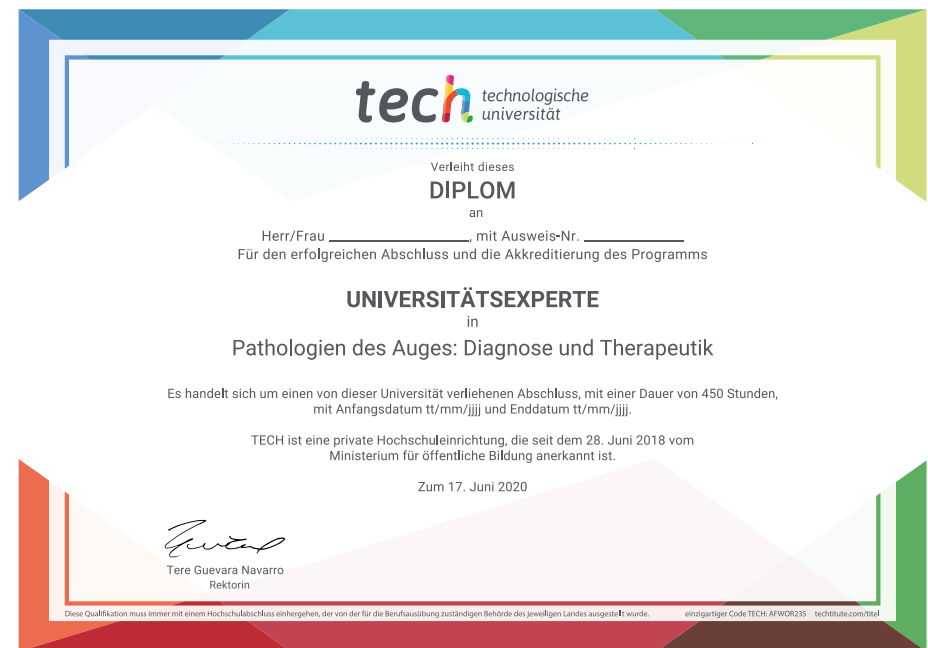 tech technologische
universität
Verleiht dieses
DIPLOM
an
Herr/Frau ____________________, mit Ausweis-Nr. ______________
Für den erfolgreichen Abschluss und die Akkreditierung des Programms
UNIVERSITÄTSEXPERTE
in
Pathologien des Auges: Diagnose und Therapeutik
Es handelt sich um einen von dieser Universität verliehenen Abschluss, mit einer Dauer von 450 Stunden,
mit Anfangsdatum tt/mm/jjjj und Enddatum tt/mm/jjjj.
TECH ist eine private Hochschuleinrichtung, die seit dem 28. Juni 2018 vom
Ministerium für öffentliche Bildung anerkannt ist.
Zum 17. Juni 2020
Tere Guevara Navarro
Rektorin
Diese Qualifikation muss immer mit einem Hochschulabschluss einhergehen, der von der für die Berufsausübung zuständigen Behörde des jeweiligen Landes ausgestellt wurde. einzigartiger Code TECH: AFWOR23S techtitute.com/titel